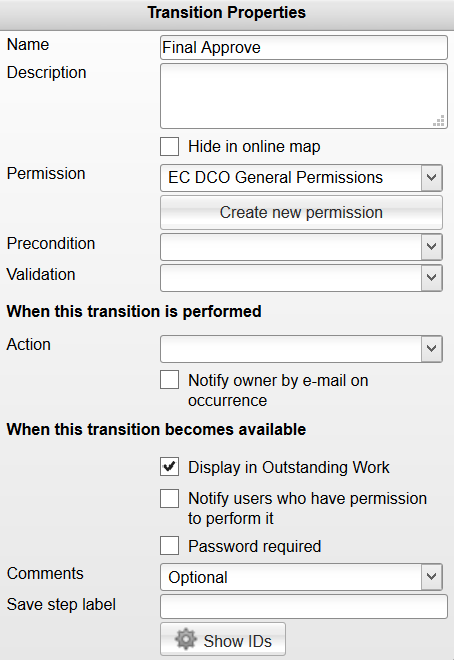 Transition Properties
Name
Final Approve
Description
Hide in online map
Permission
EC DCO General Permissions
Create new permission
Precondition
Validation
When this transition is performed
Action
Notify owner by e-mail on
occurrence
When this transition becomes available
Display in Outstanding Work
Notify users who have permission
to perform it
Password required
Comments
Optional
Save step label
Show IDs